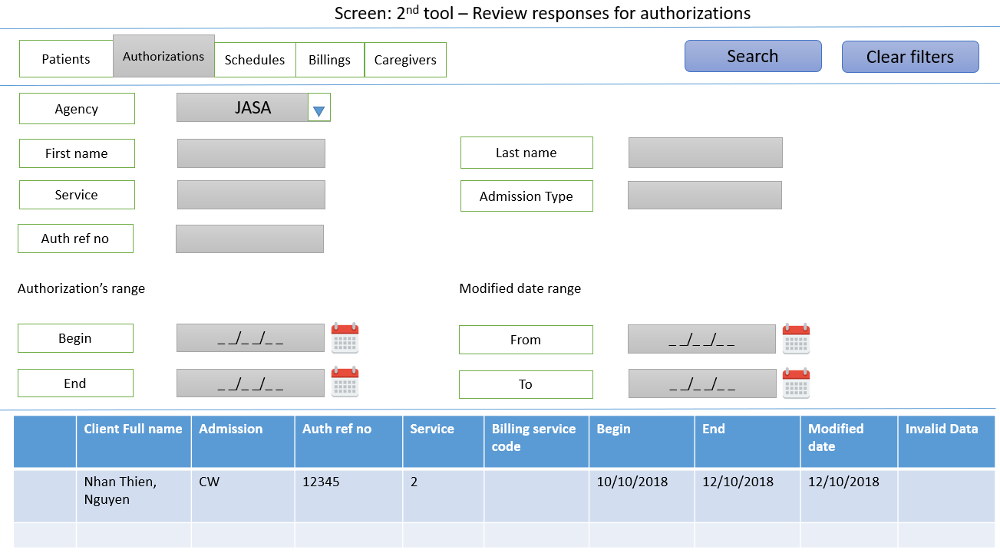 Screen: 2nd tool – Review responses for authorizations
Patients Authorizations Schedules Billings Caregivers Search Clear filters
Agency JASA
First name Last name
Service Admission Type
Auth ref no
Authorization’s range Modified date range
Begin _ _/_ _/_ _ From _ _/_ _/_ _
End _ _/_ _/_ _ To _ _/_ _/_ _
Client Full name Admission Auth ref no Service Billing service code Begin End Modified date Invalid Data
Nhan Thien, Nguyen CW 12345 2 10/10/2018 12/10/2018 12/10/2018